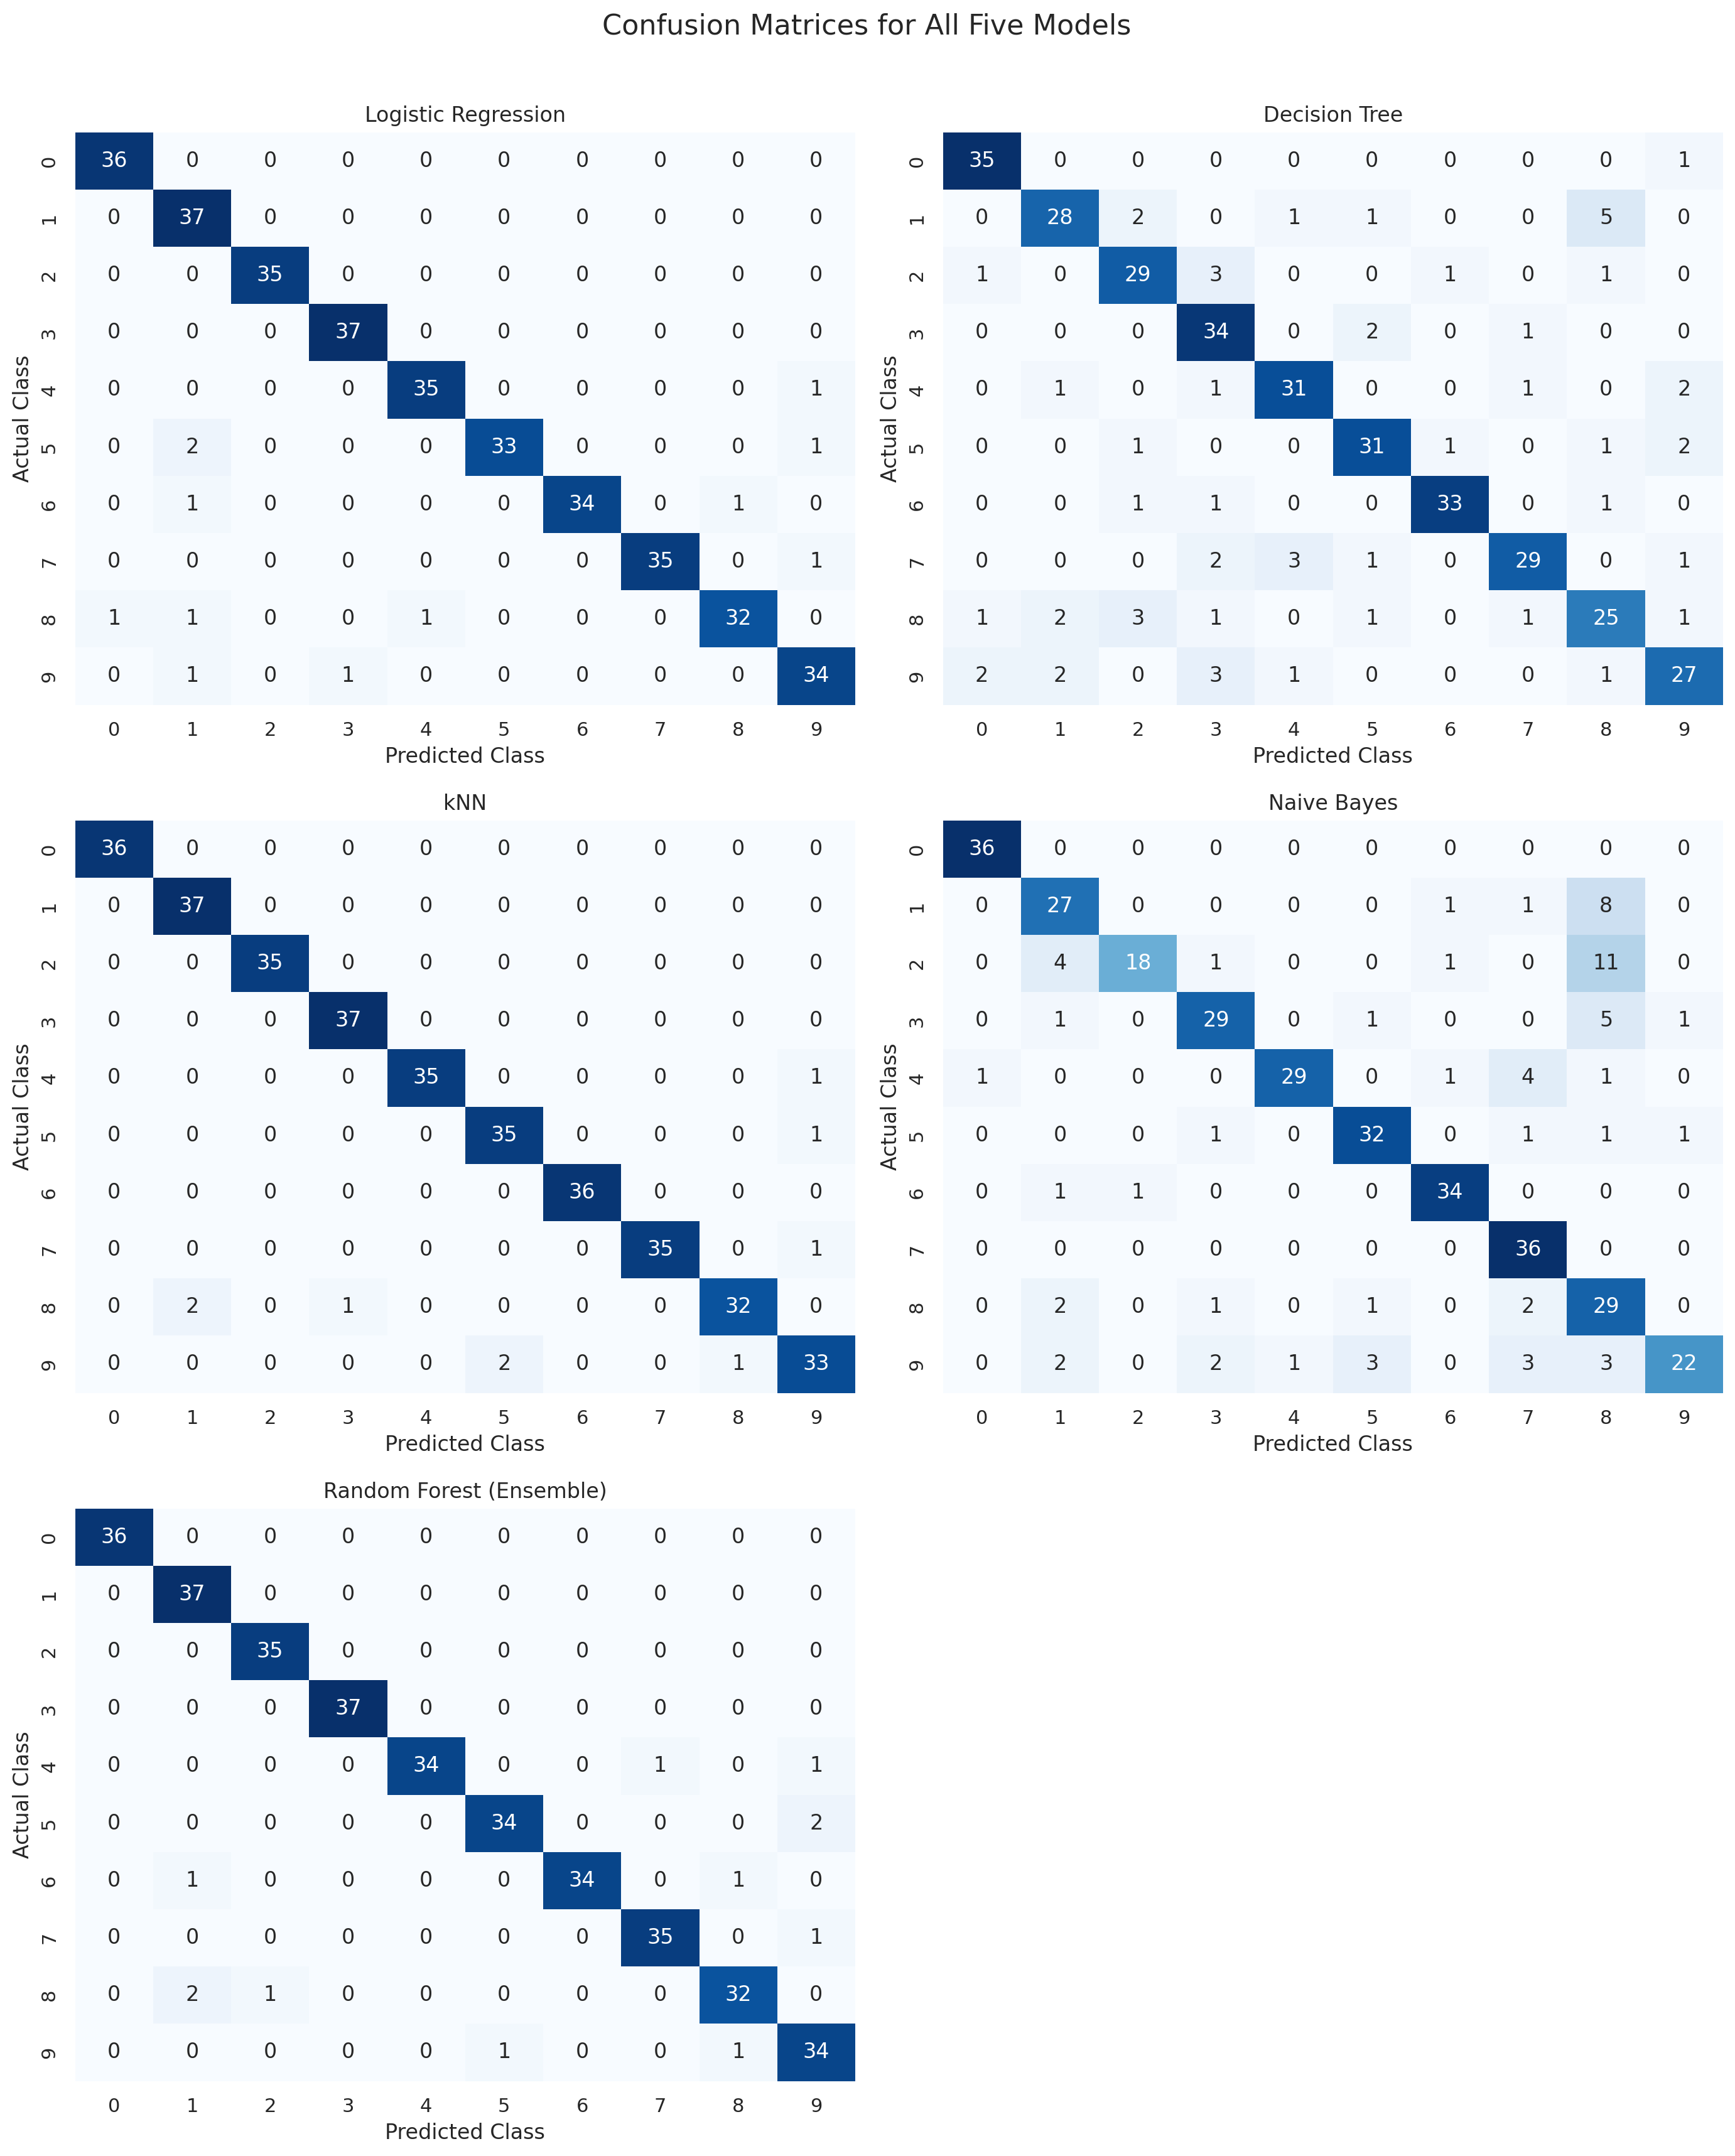 Confusion Matrices for All Five Models
Logistic Regression
Actual Class
0 36 0 0 0 0 0 0 0 0 0
1 0 37 0 0 0 0 0 0 0 0
2 0 0 35 0 0 0 0 0 0 0
3 0 0 0 37 0 0 0 0 0 0
4 0 0 0 0 35 0 0 0 0 1
5 0 2 0 0 0 33 0 0 0 1
6 0 1 0 0 0 0 34 0 1 0
7 0 0 0 0 0 0 0 35 0 1
8 1 1 0 0 1 0 0 0 32 0
9 0 1 0 1 0 0 0 0 0 34
0 1 2 3 4 5 6 7 8 9
Predicted Class
Decision Tree
Actual Class
0 35 0 0 0 0 0 0 0 0 1
1 0 28 2 0 1 1 0 0 5 0
2 1 0 29 3 0 0 1 0 1 0
3 0 0 0 34 0 2 0 1 0 0
4 0 1 0 1 31 0 0 1 0 2
5 0 0 1 0 0 31 1 0 1 2
6 0 0 1 1 0 0 33 0 1 0
7 0 0 0 2 3 1 0 29 0 1
8 1 2 3 1 0 1 0 1 25 1
9 2 2 0 3 1 0 0 0 1 27
0 1 2 3 4 5 6 7 8 9
Predicted Class
kNN
Actual Class
0 36 0 0 0 0 0 0 0 0 0
1 0 37 0 0 0 0 0 0 0 0
2 0 0 35 0 0 0 0 0 0 0
3 0 0 0 37 0 0 0 0 0 0
4 0 0 0 0 35 0 0 0 0 1
5 0 0 0 0 0 35 0 0 0 1
6 0 0 0 0 0 0 36 0 0 0
7 0 0 0 0 0 0 0 35 0 1
8 0 2 0 1 0 0 0 0 32 0
9 0 0 0 0 0 2 0 0 1 33
0 1 2 3 4 5 6 7 8 9
Predicted Class
Naive Bayes
Actual Class
0 36 0 0 0 0 0 0 0 0 0
1 0 27 0 0 0 0 1 1 8 0
2 0 4 18 1 0 0 1 0 11 0
3 0 1 0 29 0 1 0 0 5 1
4 1 0 0 0 29 0 1 4 1 0
5 0 0 0 1 0 32 0 1 1 1
6 0 1 1 0 0 0 34 0 0 0
7 0 0 0 0 0 0 0 36 0 0
8 0 2 0 1 0 1 0 2 29 0
9 0 2 0 2 1 3 0 3 3 22
0 1 2 3 4 5 6 7 8 9
Predicted Class
Random Forest (Ensemble)
Actual Class
0 36 0 0 0 0 0 0 0 0 0
1 0 37 0 0 0 0 0 0 0 0
2 0 0 35 0 0 0 0 0 0 0
3 0 0 0 37 0 0 0 0 0 0
4 0 0 0 0 34 0 0 1 0 1
5 0 0 0 0 0 34 0 0 0 2
6 0 1 0 0 0 0 34 0 1 0
7 0 0 0 0 0 0 0 35 0 1
8 0 2 1 0 0 0 0 0 32 0
9 0 0 0 0 0 1 0 0 1 34
0 1 2 3 4 5 6 7 8 9
Predicted Class